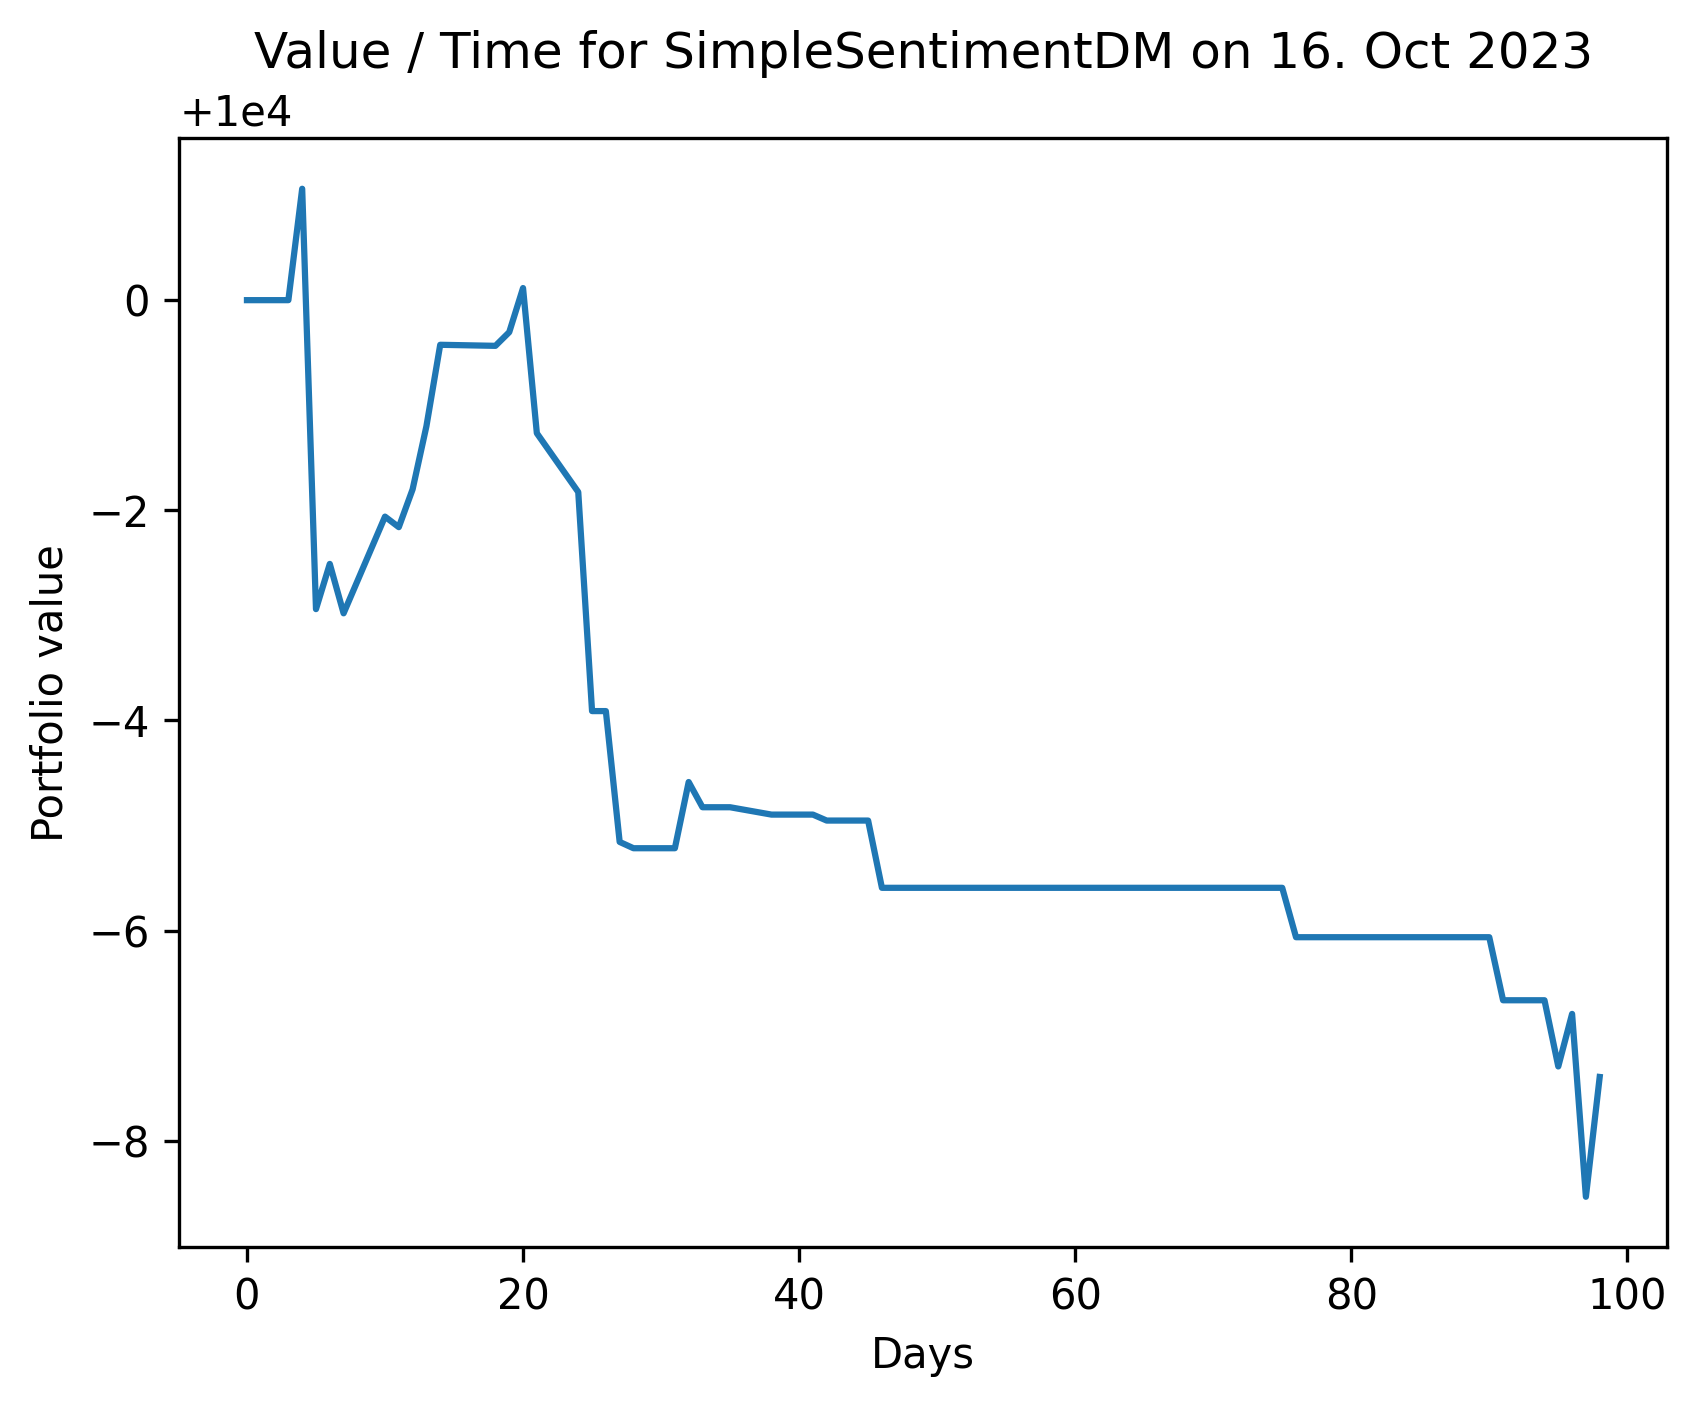 Value / Time for SimpleSentimentDM on 16. Oct 2023
+1e4
0
−2
−4
−6
−8
Portfolio value
0 20 40 60 80 100
Days